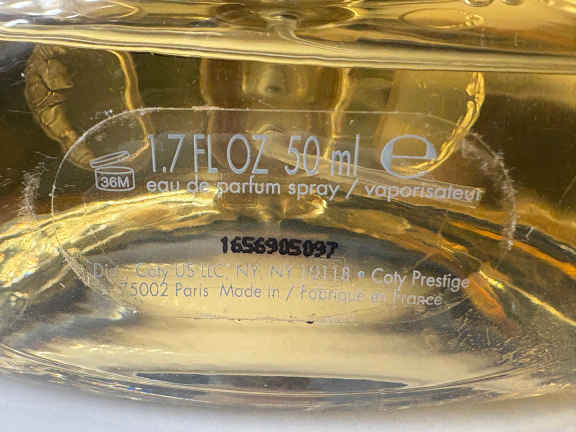 1.7 FL OZ 50 ml e
36M
eau de parfum spray / vaporisateur
1656905097
Coty US LLC, NY, NY 10118 • Coty Prestige
75002 Paris Made in / Fabriqué en France